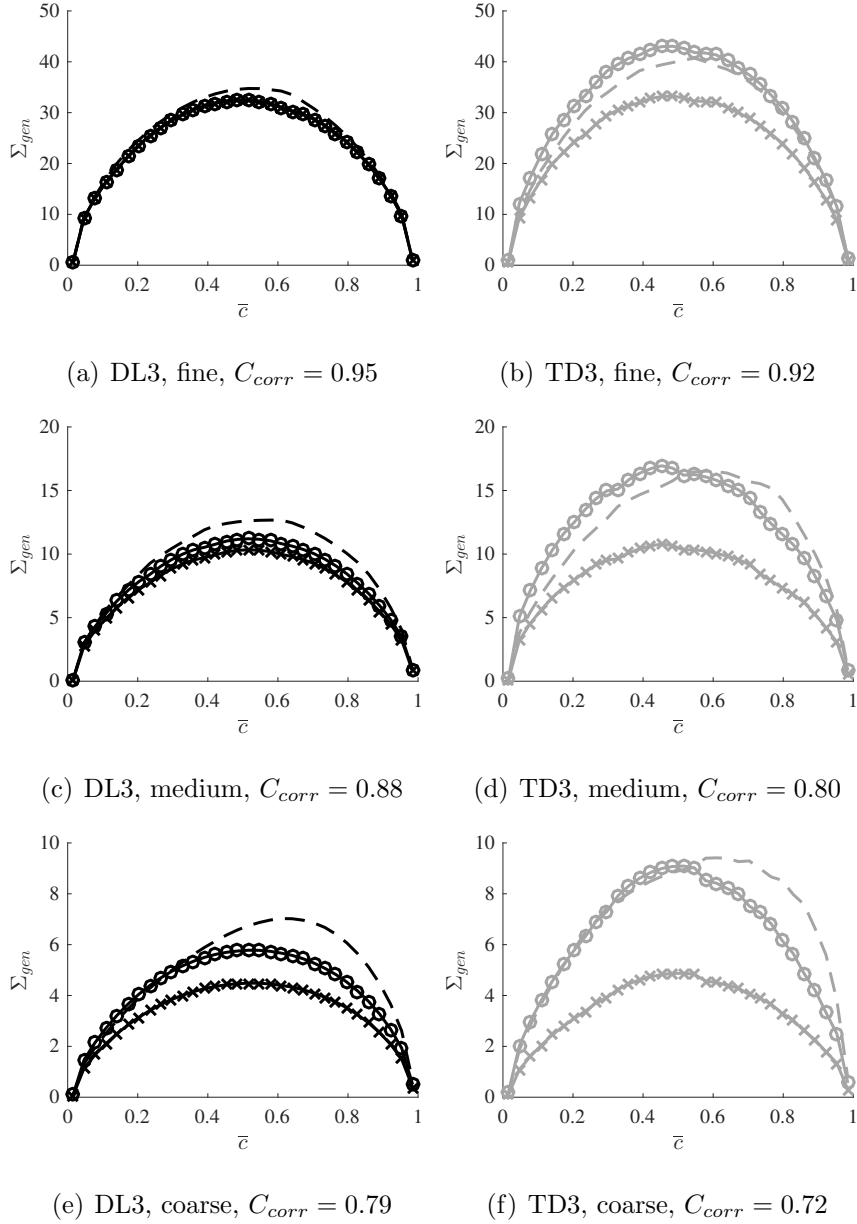 50
40
30
20
10
0
Σgen
0 0.2 0.4 0.6 0.8 1
c̅
(a) DL3, fine, Ccorr = 0.95
50
40
30
20
10
0
Σgen
0 0.2 0.4 0.6 0.8 1
c̅
(b) TD3, fine, Ccorr = 0.92
20
15
10
5
0
Σgen
0 0.2 0.4 0.6 0.8 1
c̅
(c) DL3, medium, Ccorr = 0.88
20
15
10
5
0
Σgen
0 0.2 0.4 0.6 0.8 1
c̅
(d) TD3, medium, Ccorr = 0.80
10
8
6
4
2
0
Σgen
0 0.2 0.4 0.6 0.8 1
c̅
(e) DL3, coarse, Ccorr = 0.79
10
8
6
4
2
0
Σgen
0 0.2 0.4 0.6 0.8 1
c̅
(f) TD3, coarse, Ccorr = 0.72